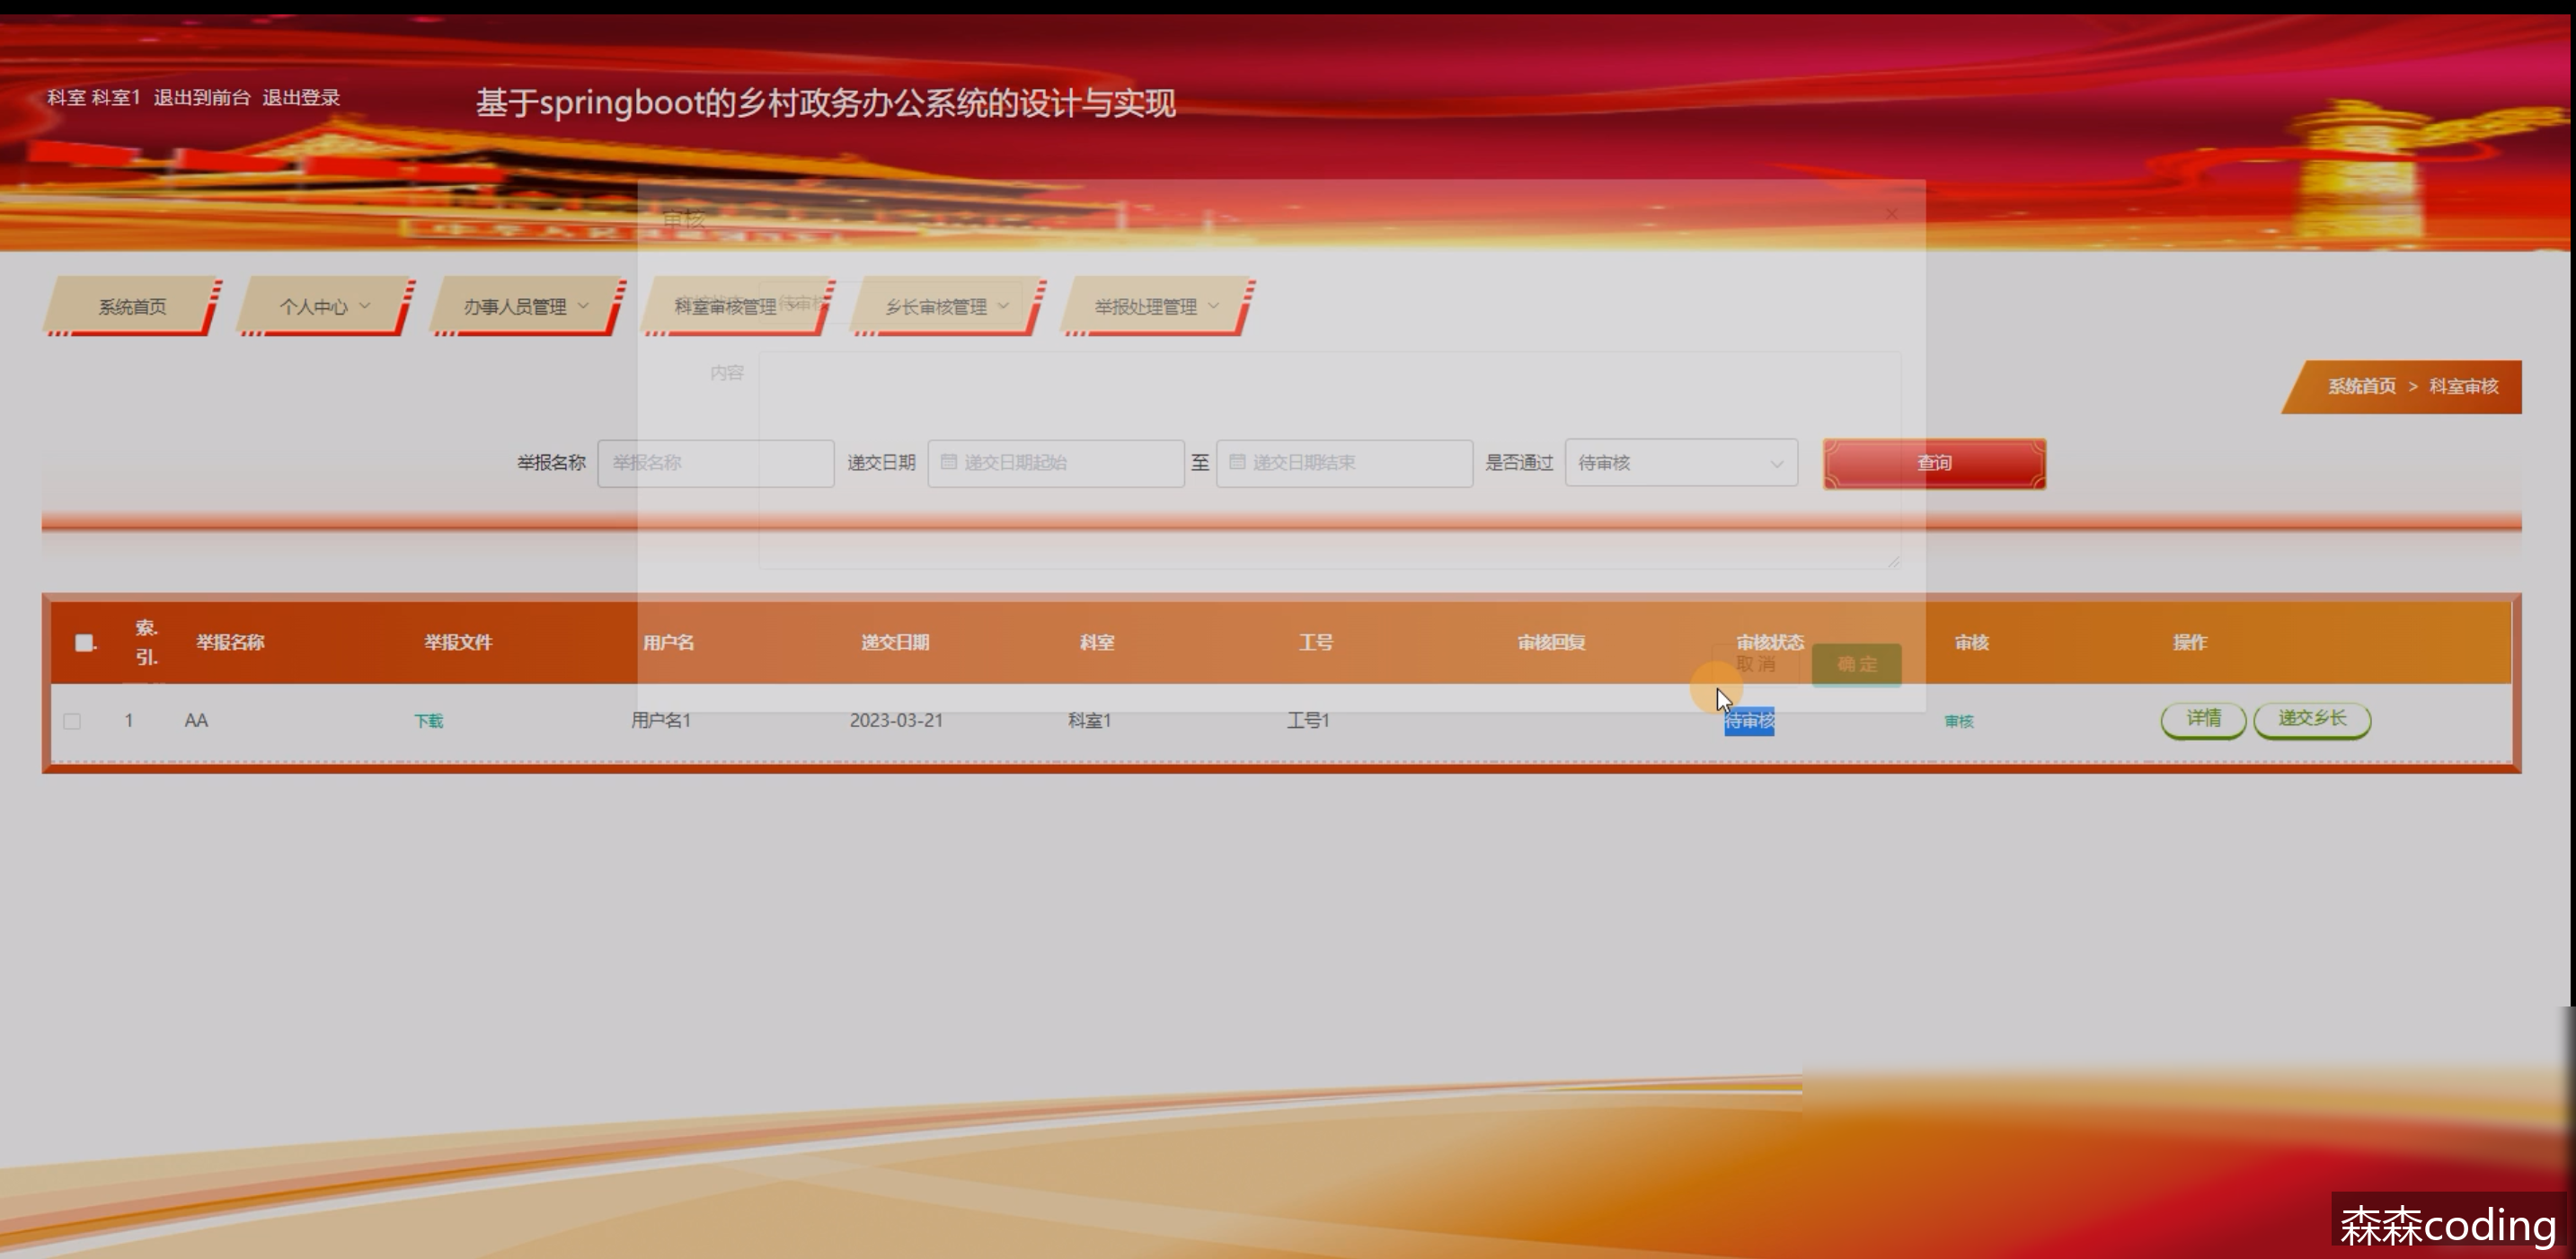 科室 科室1 退出到前台 退出登录
基于springboot的乡村政务办公系统的设计与实现
审核
系统首页 个人中心 办事人员管理 科室审核管理 乡长审核管理 举报处理管理
待审核
内容
系统首页 > 科室审核
举报名称 举报名称 递交日期 递交日期起始 至 递交日期结束 是否通过 待审核 查询
索. 引. 举报名称 举报文件 用户名 递交日期 科室 工号 审核回复 审核状态 审核 操作
取消 确定
1 AA 下载 用户名1 2023-03-21 科室1 工号1 待审核 审核 详情 递交乡长
森森coding